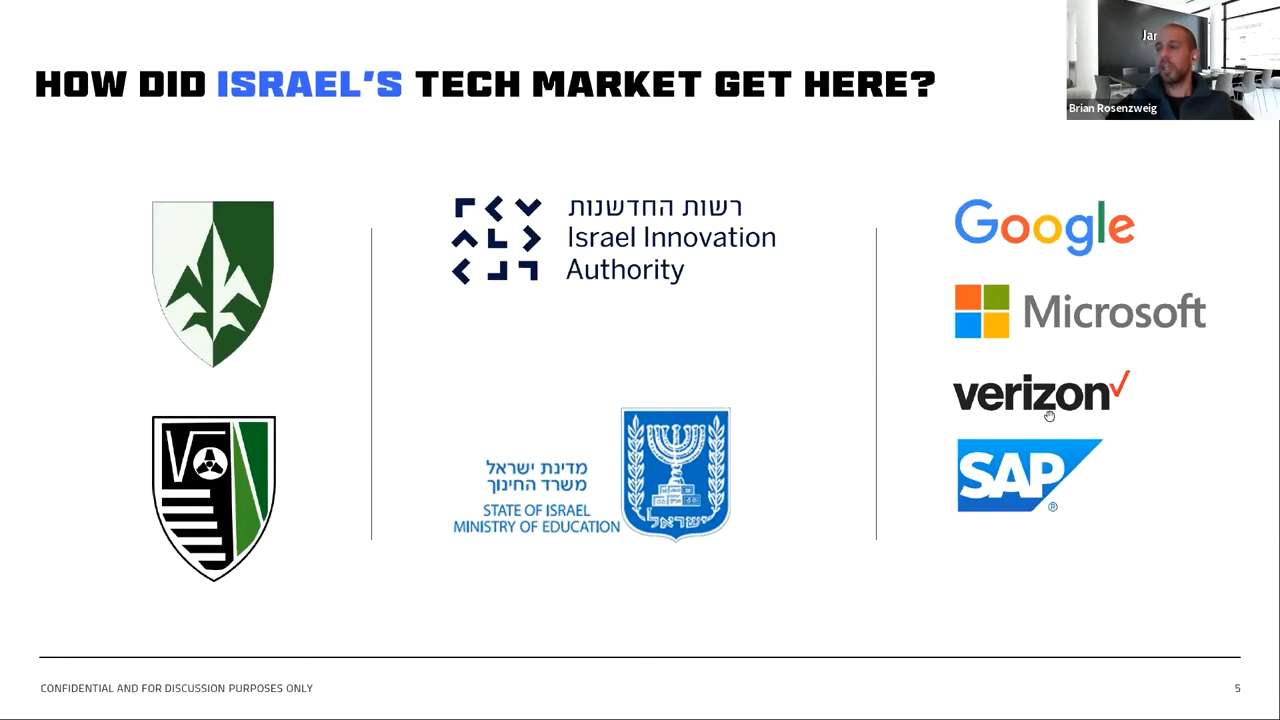 HOW DID ISRAEL'S TECH MARKET GET HERE?
Brian Rosenzweig
רשות החדשנות
Israel Innovation
Authority
מדינת ישראל
משרד החינוך
STATE OF ISRAEL
MINISTRY OF EDUCATION
ישראל
Google
Microsoft
verizon
SAP
®
CONFIDENTIAL AND FOR DISCUSSION PURPOSES ONLY
5